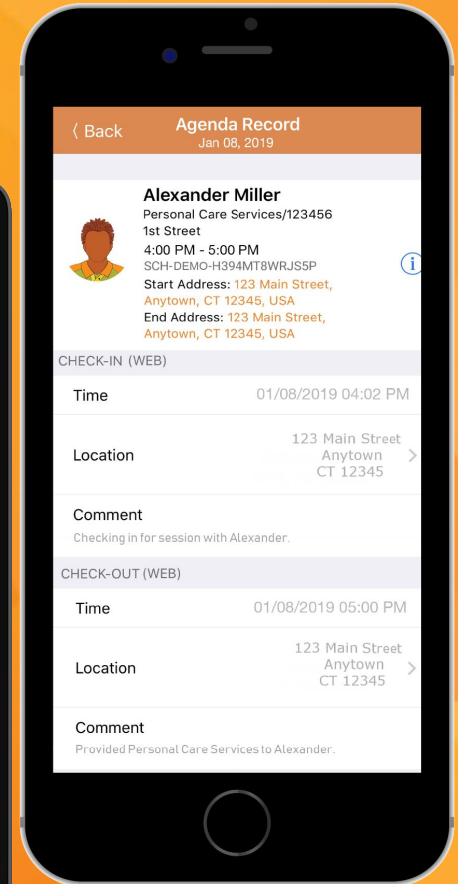 〈 Back
Agenda Record
Jan 08, 2019
Alexander Miller
Personal Care Services/123456
1st Street
4:00 PM - 5:00 PM
SCH-DEMO-H394MT8WRJS5P
Start Address: 123 Main Street,
Anytown, CT 12345, USA
End Address: 123 Main Street,
Anytown, CT 12345, USA
i
CHECK-IN (WEB)
Time 01/08/2019 04:02 PM
Location
123 Main Street
Anytown
CT 12345
Comment
Checking in for session with Alexander.
CHECK-OUT (WEB)
Time 01/08/2019 05:00 PM
Location
123 Main Street
Anytown
CT 12345
Comment
Provided Personal Care Services to Alexander.